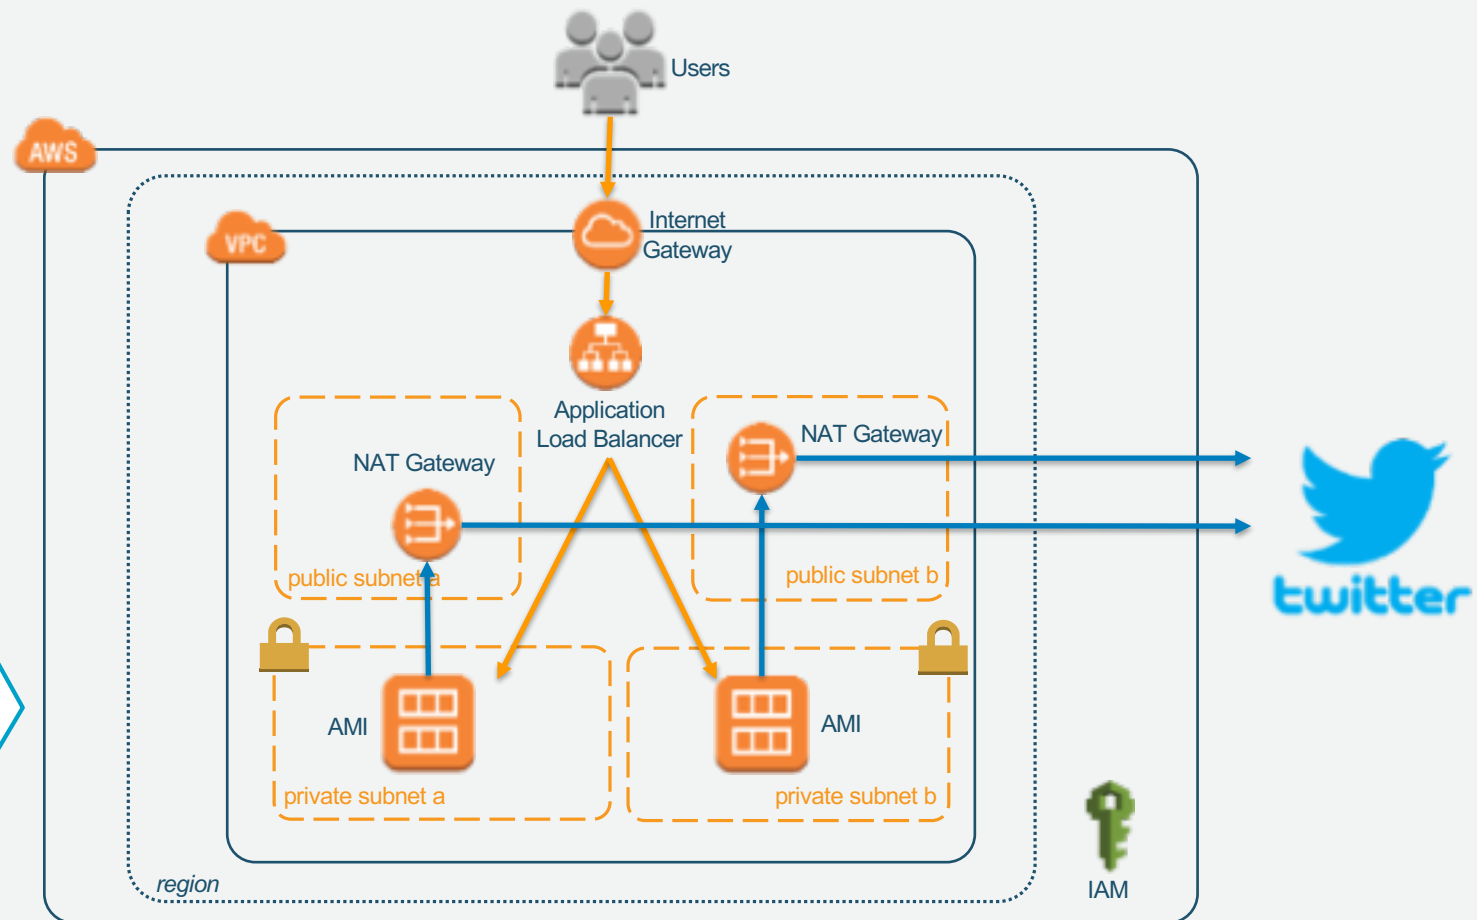 Users
AWS
Internet
Gateway
VPC
Application
Load Balancer
NAT Gateway
NAT Gateway
public subnet a
public subnet b
twitter
AMI
AMI
private subnet a
private subnet b
region
IAM